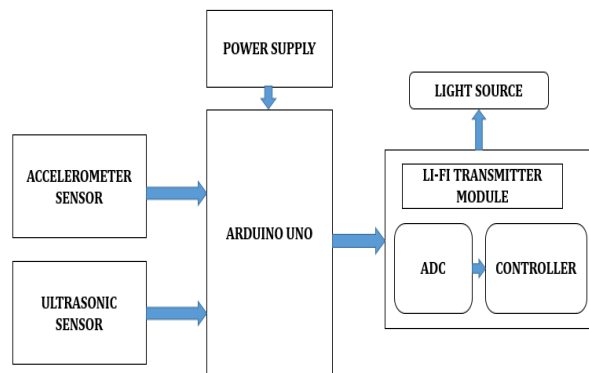 POWER SUPPLY
LIGHT SOURCE
ACCELEROMETER
SENSOR
ARDUINO UNO
LI-FI TRANSMITTER
MODULE
ADC
CONTROLLER
ULTRASONIC
SENSOR